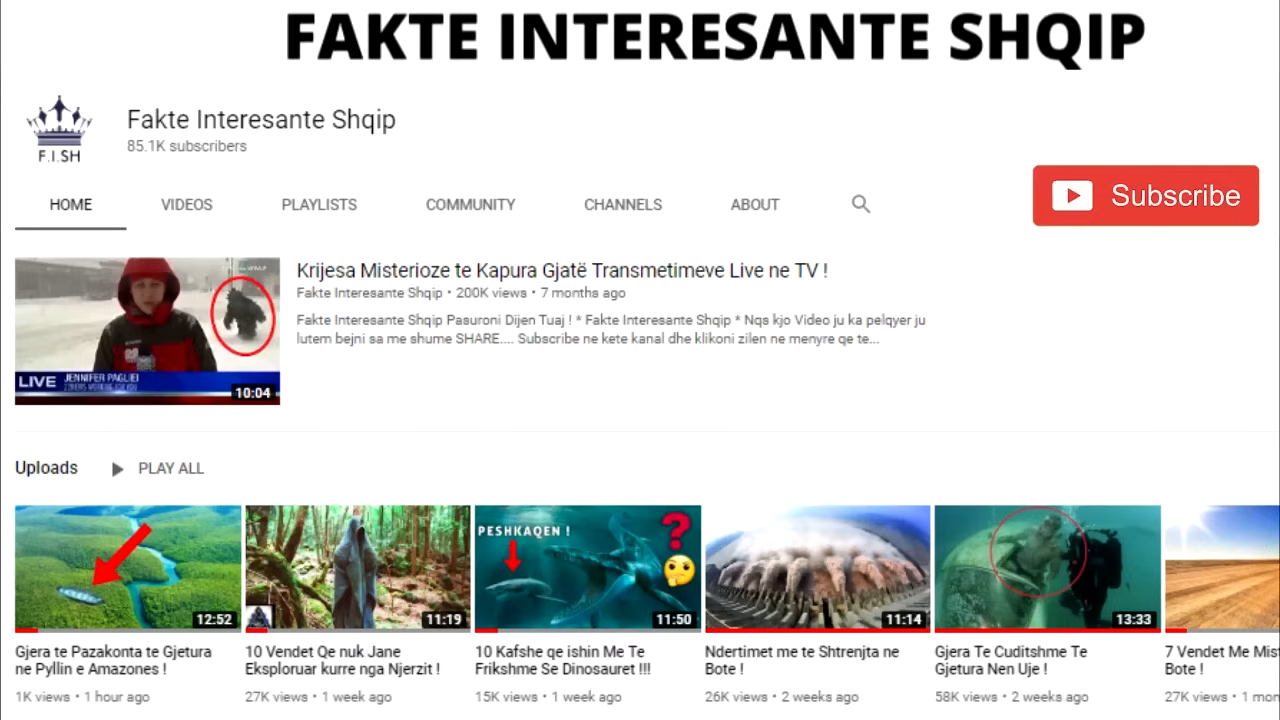 FAKTE INTERESANTE SHQIP
Fakte Interesante Shqip
85.1K subscribers
F.I.SH
HOME VIDEOS PLAYLISTS COMMUNITY CHANNELS ABOUT
Subscribe
Krijesa Misterioze te Kapura Gjatë Transmetimeve Live ne TV !
Fakte Interesante Shqip • 200K views • 7 months ago
Fakte Interesante Shqip Pasuroni Dijen Tuaj ! * Fakte Interesante Shqip * Nqs kjo Video ju ka pelqyer ju
lutem bejni sa me shume SHARE.... Subscribe ne kete kanal dhe klikoni zilen ne menyre qe te...
LIVE JENNIFER PAGLIEI
10:04
Uploads PLAY ALL
PESHKAQEN !
12:52 11:19 11:50 11:14 13:33
Gjera te Pazakonta te Gjetura
ne Pyllin e Amazones !
1K views • 1 hour ago
10 Vendet Qe nuk Jane
Eksploruar kurre nga Njerzit !
27K views • 1 week ago
10 Kafshe qe ishin Me Te
Frikshme Se Dinosauret !!!
15K views • 1 week ago
Ndertimet me te Shtrenjta ne
Bote !
26K views • 2 weeks ago
Gjera Te Cuditshme Te
Gjetura Nen Uje !
58K views • 2 weeks ago
7 Vendet Me
Bote !
27K views • 1